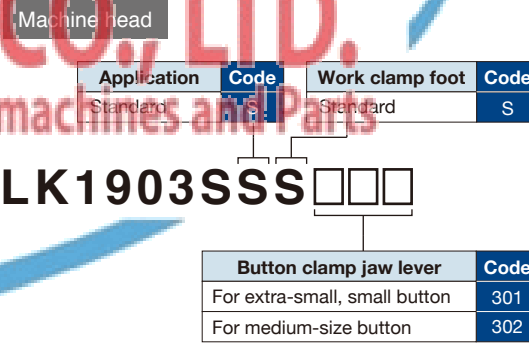 Machine head
CO., LTD.
Application Code Work clamp foot Code
Standard S Standard S
machines and Parts
LK1903SSS□□□
Button clamp jaw lever Code
For extra-small, small button 301
For medium-size button 302